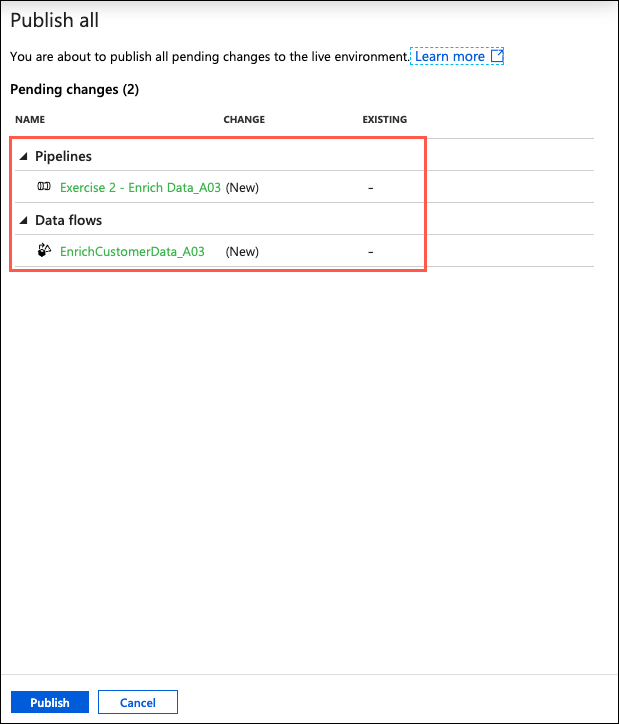 Publish all
You are about to publish all pending changes to the live environment. Learn more
Pending changes (2)
NAME CHANGE EXISTING
Pipelines
Exercise 2 - Enrich Data_A03 (New) -
Data flows
EnrichCustomerData_A03 (New) -
Publish Cancel